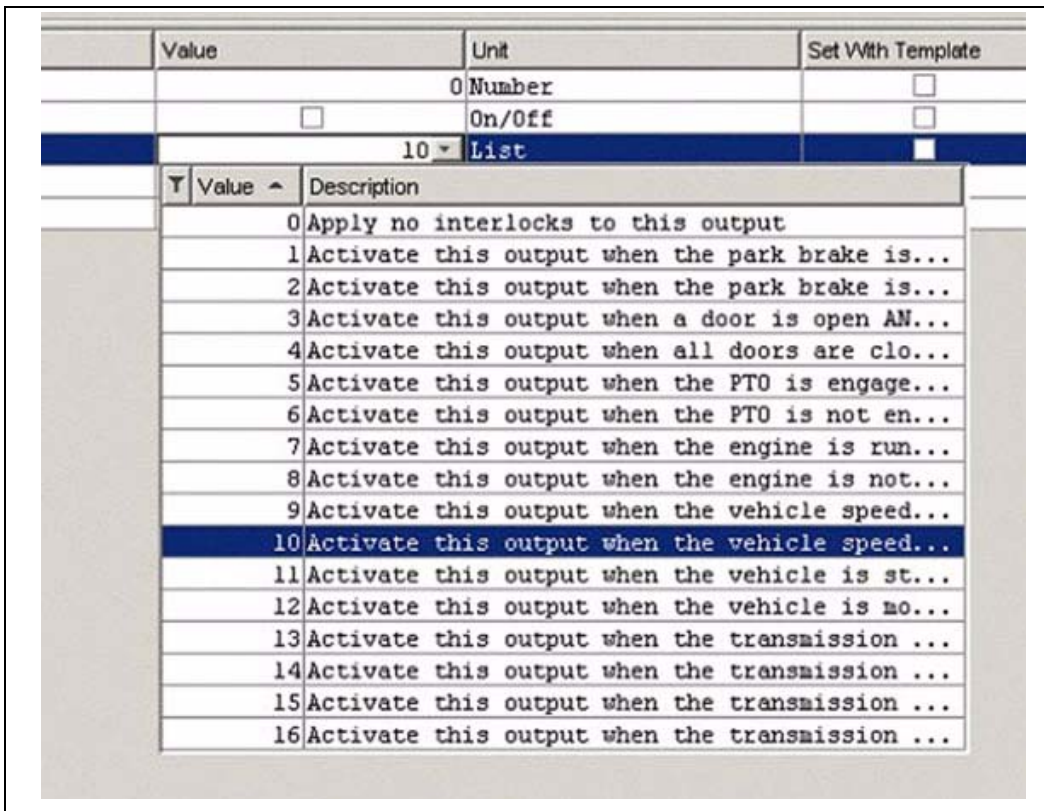 Value Unit Set With Template
0 Number
On/Off
10 List
Value Description
0 Apply no interlocks to this output
1 Activate this output when the park brake is...
2 Activate this output when the park brake is...
3 Activate this output when a door is open AN...
4 Activate this output when all doors are clo...
5 Activate this output when the PTO is engage...
6 Activate this output when the PTO is not en...
7 Activate this output when the engine is run...
8 Activate this output when the engine is not...
9 Activate this output when the vehicle speed...
10 Activate this output when the vehicle speed...
11 Activate this output when the vehicle is st...
12 Activate this output when the vehicle is mo...
13 Activate this output when the transmission ...
14 Activate this output when the transmission ...
15 Activate this output when the transmission ...
16 Activate this output when the transmission ...